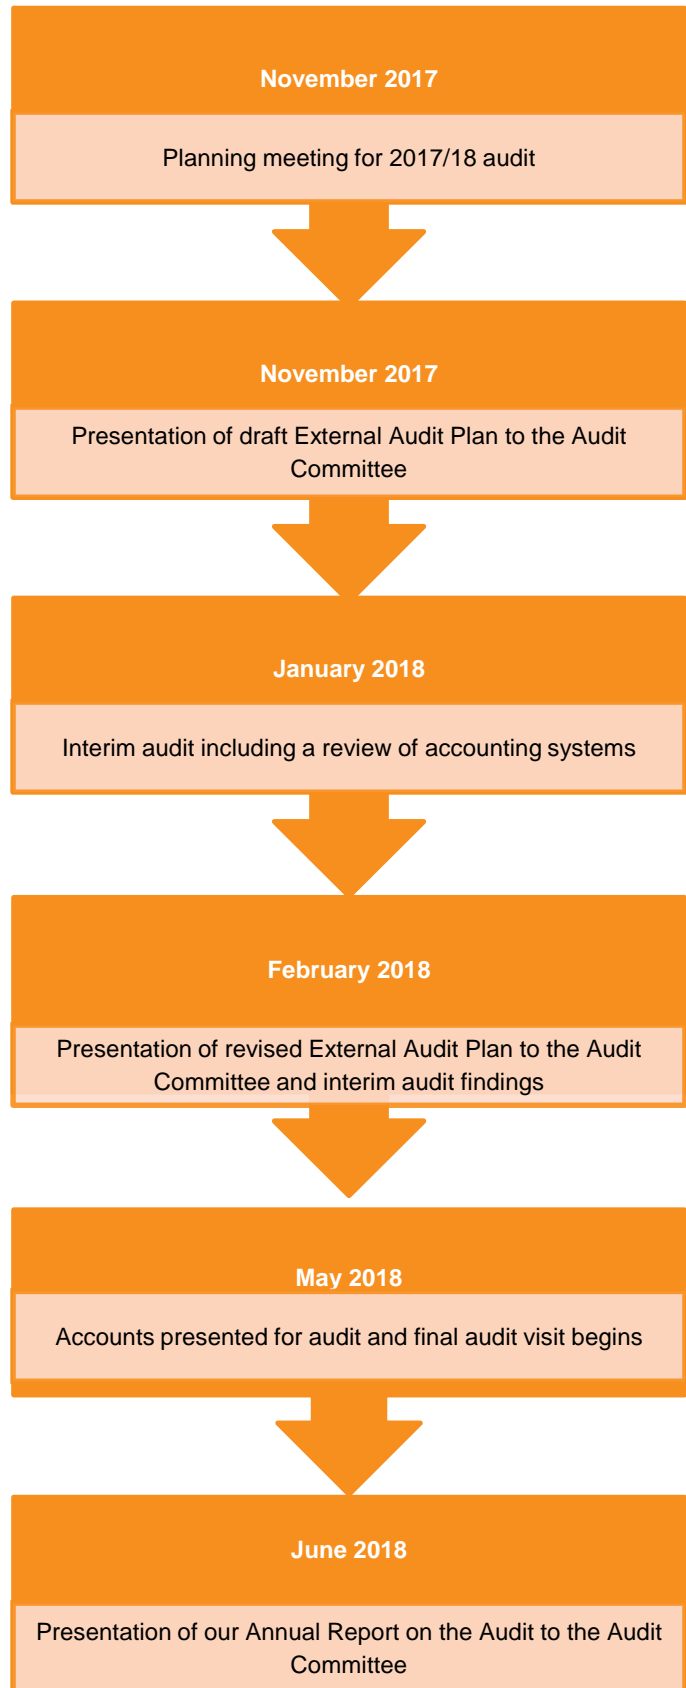 November 2017
Planning meeting for 2017/18 audit
November 2017
Presentation of draft External Audit Plan to the Audit
Committee
January 2018
Interim audit including a review of accounting systems
February 2018
Presentation of revised External Audit Plan to the Audit
Committee and interim audit findings
May 2018
Accounts presented for audit and final audit visit begins
June 2018
Presentation of our Annual Report on the Audit to the Audit
Committee